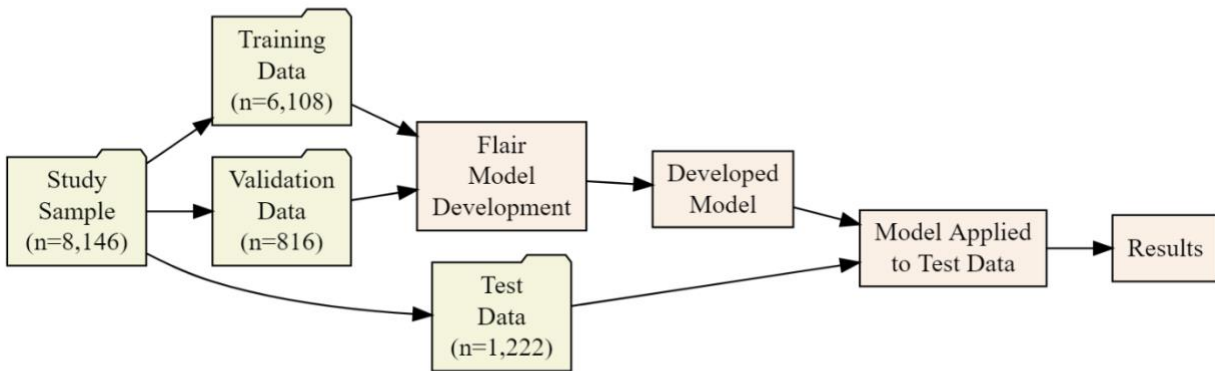 Study
Sample
(n=8,146)
Training
Data
(n=6,108)
Validation
Data
(n=816)
Test
Data
(n=1,222)
Flair
Model
Development
Developed
Model
Model Applied
to Test Data
Results